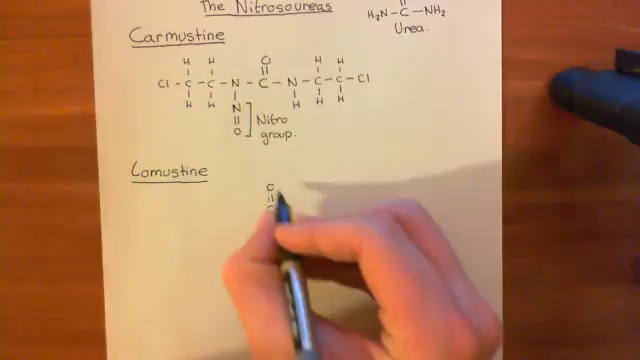 The Nitrosoureas
H₂N-C-NH₂
Urea.
Carmustine
H H O H H
Cl-C-C-N-C-N-C-C-Cl
H H N H H H
O
Nitro
group.
Lomustine